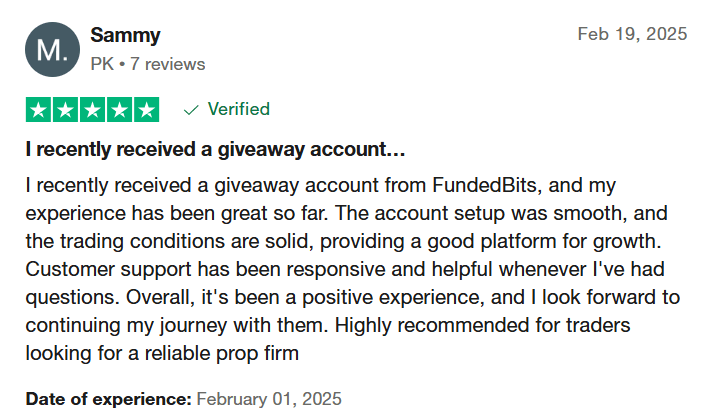 M.
Sammy
PK • 7 reviews
Feb 19, 2025
Verified
I recently received a giveaway account…
I recently received a giveaway account from FundedBits, and my
experience has been great so far. The account setup was smooth, and
the trading conditions are solid, providing a good platform for growth.
Customer support has been responsive and helpful whenever I've had
questions. Overall, it's been a positive experience, and I look forward to
continuing my journey with them. Highly recommended for traders
looking for a reliable prop firm
Date of experience: February 01, 2025